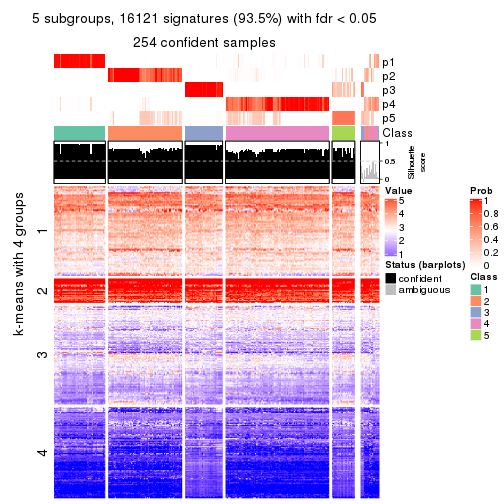 5 subgroups, 16121 signatures (93.5%) with fdr < 0.05
254 confident samples
p1
p2
p3
p4
p5
Class
1
0.5
0
Silhouette
score
k-means with 4 groups
1
2
3
4
Value
5
4
3
2
1
Status (barplots)
confident
ambiguous
Prob
1
0.8
0.6
0.4
0.2
0
Class
1
2
3
4
5